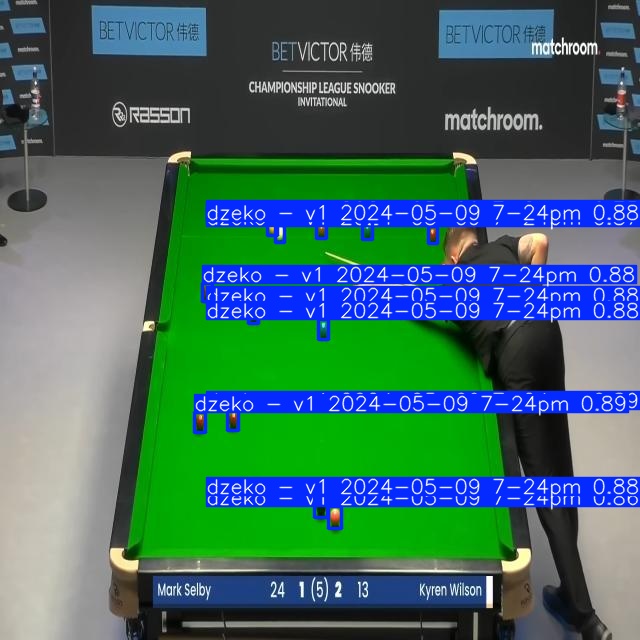 BETVICTOR 伟德
BETVICTOR 伟德
BETVICTOR 伟德
matchroom.
CHAMPIONSHIP LEAGUE SNOOKER
INVITATIONAL
RASSON
matchroom.
dzeko - v1 2024-05-09 7-24pm 0.88
dzeko - v1 2024-05-09 7-24pm 0.88
dzeko - v1 2024-05-09 7-24pm 0.88
dzeko - v1 2024-05-09 7-24pm 0.88
dzeko - v1 2024-05-09 7-24pm 0.899
dzeko - v1 2024-05-09 7-24pm 0.88
Mark Selby 24 1 (5) 2 13 Kyren Wilson